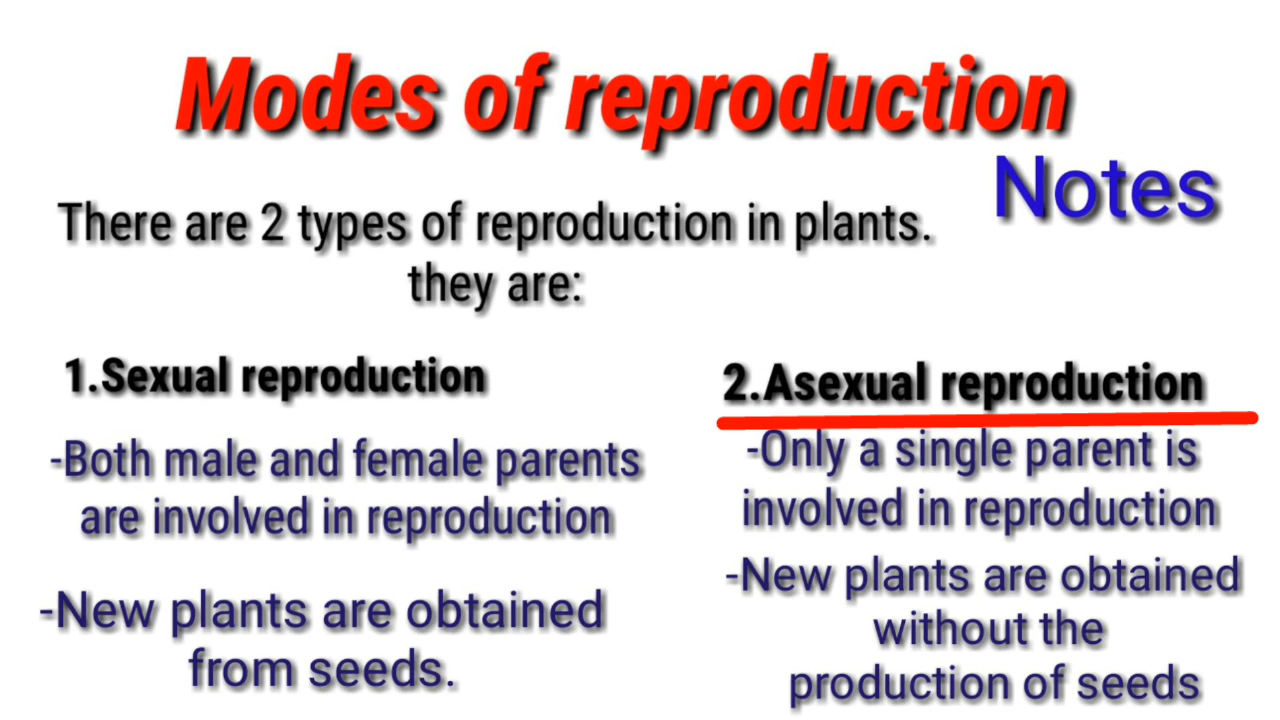 Modes of reproduction
Notes
There are 2 types of reproduction in plants.
they are:
1.Sexual reproduction
-Both male and female parents
are involved in reproduction
-New plants are obtained
from seeds.
2.Asexual reproduction
-Only a single parent is
involved in reproduction
-New plants are obtained
without the
production of seeds